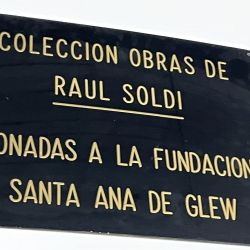 COLECCION OBRAS DE
RAUL SOLDI
ONADAS A LA FUNDACION
SANTA ANA DE GLEW